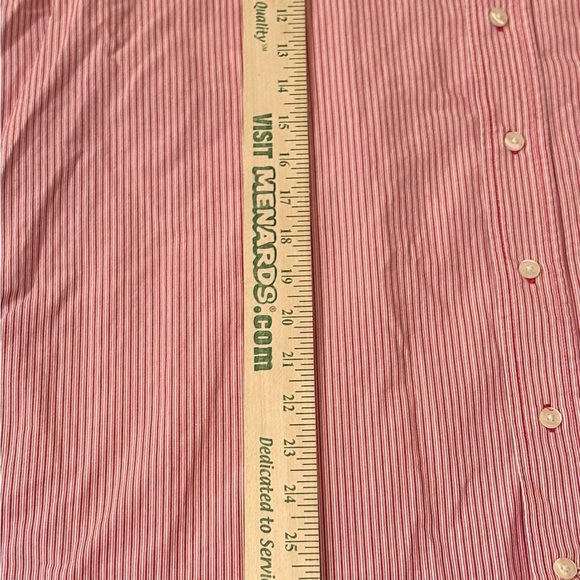 Quality™
VISIT MENARDS®.com
Dedicated to Servi
12 13 14 15 16 17 18 19 20 21 22 23 24 25